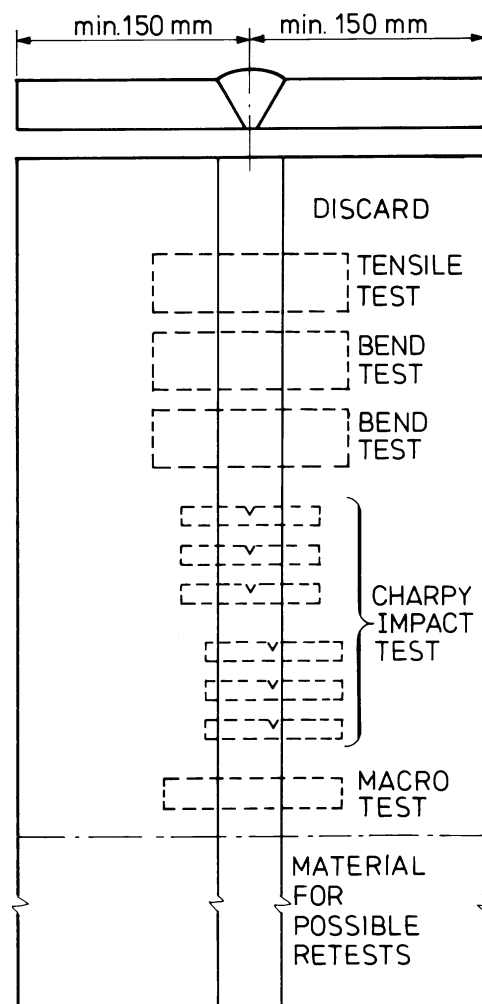 min.150 mm min. 150 mm
DISCARD
TENSILE
TEST
BEND
TEST
BEND
TEST
CHARPY
IMPACT
TEST
MACRO
TEST
MATERIAL
FOR
POSSIBLE
RETESTS